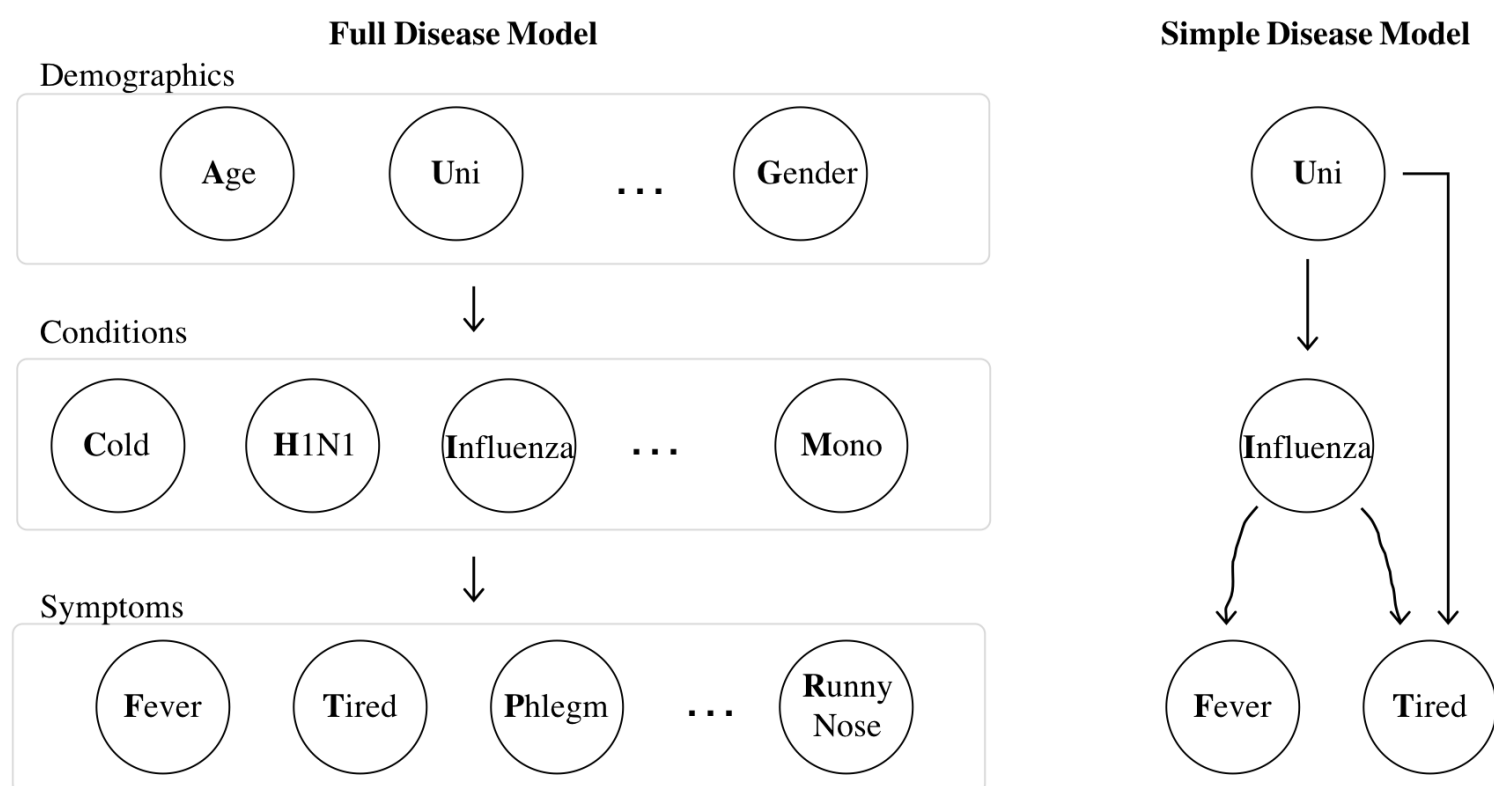 Full Disease Model
Demographics
Age
Uni
...
Gender
Conditions
Cold
H1N1
Influenza
...
Mono
Symptoms
Fever
Tired
Phlegm
...
Runny
Nose
Simple Disease Model
Uni
Influenza
Fever
Tired